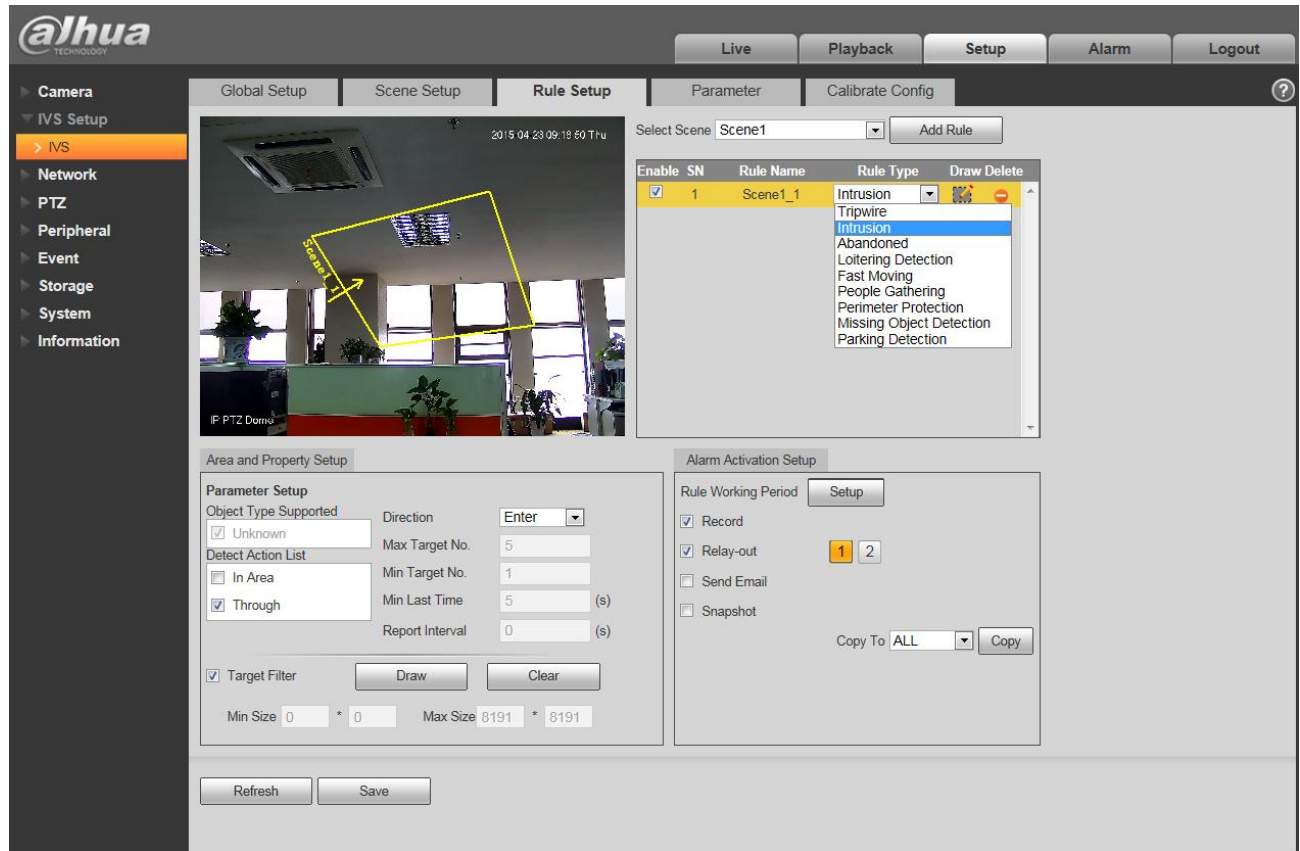 alhua
TECHNOLOGY
Live Playback Setup Alarm Logout
Camera
IVS Setup
> IVS
Network
PTZ
Peripheral
Event
Storage
System
Information
Global Setup Scene Setup Rule Setup Parameter Calibrate Config ?
2015 04 23 09:18 50 Thu
Scene1_1
IP PTZ Dome
Select Scene Scene1 Add Rule
Enable SN Rule Name Rule Type Draw Delete
1 Scene1_1 Intrusion
Tripwire
Intrusion
Abandoned
Loitering Detection
Fast Moving
People Gathering
Perimeter Protection
Missing Object Detection
Parking Detection
Area and Property Setup
Parameter Setup
Object Type Supported
Unknown
Detect Action List
In Area
Through
Direction Enter
Max Target No. 5
Min Target No. 1
Min Last Time 5 (s)
Report Interval 0 (s)
Target Filter Draw Clear
Min Size 0 * 0 Max Size 8191 * 8191
Alarm Activation Setup
Rule Working Period Setup
Record
Relay-out 1 2
Send Email
Snapshot
Copy To ALL Copy
Refresh Save